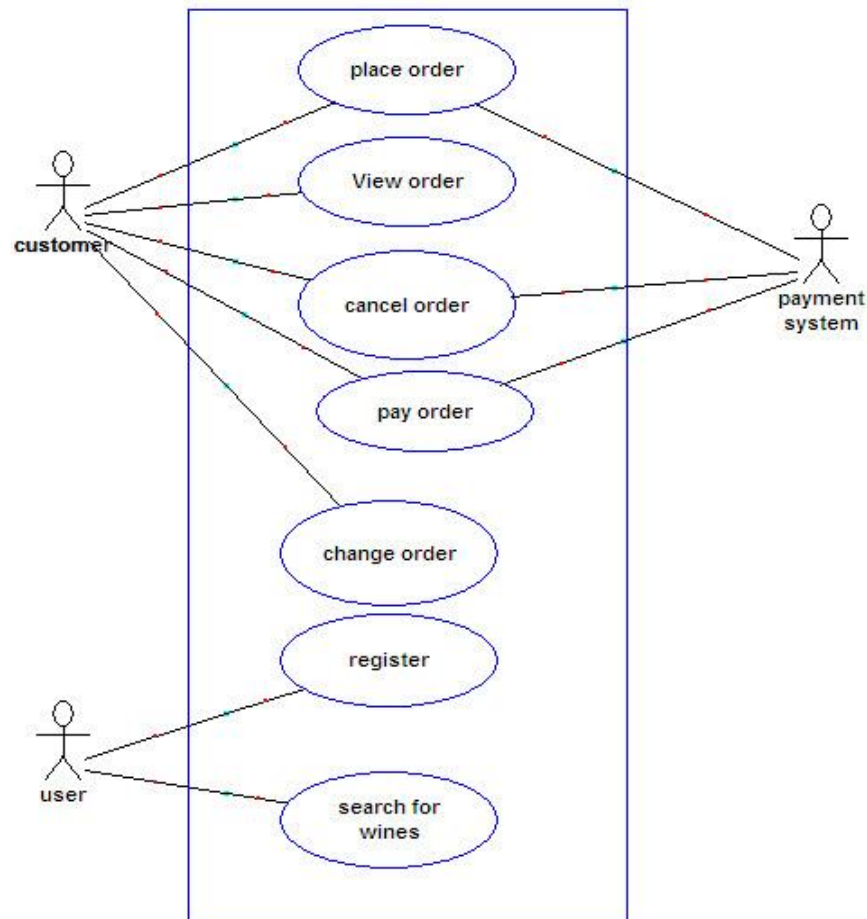 place order
View order
customer
cancel order
payment
system
pay order
change order
register
user
search for
wines